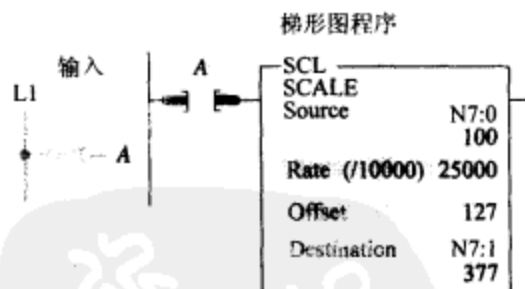 梯形图程序
输入
A
L1
A
SCL
SCALE
Source N7:0
100
Rate (/10000) 25000
Offset 127
Destination N7:1
377